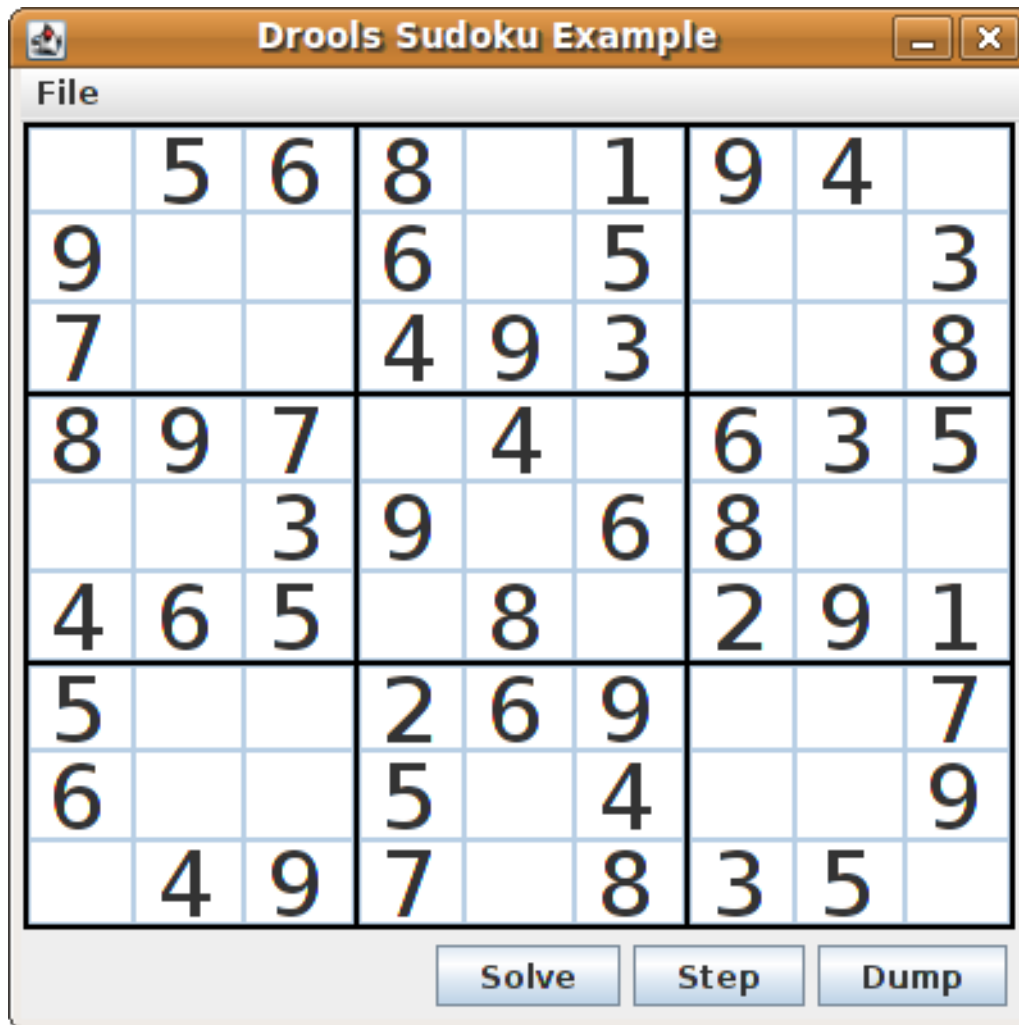 Drools Sudoku Example
File
5 6 8 1 9 4
9 6 5 3
7 4 9 3 8
8 9 7 4 6 3 5
3 9 6 8
4 6 5 8 2 9 1
5 2 6 9 7
6 5 4 9
4 9 7 8 3 5
Solve Step Dump